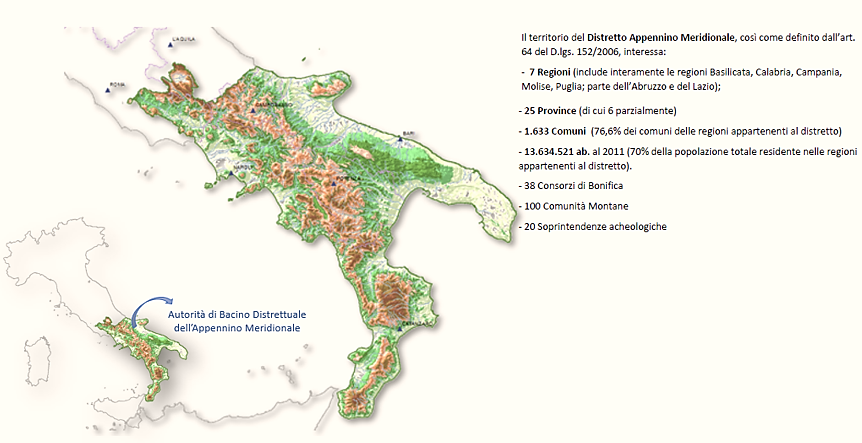 L'AQUILA
ROMA
CAMPOBASSO
BARI
NAPOLI
POTENZA
Autorità di Bacino Distrettuale
dell'Appennino Meridionale
Il territorio del Distretto Appennino Meridionale, così come definito dall'art.
64 del D.lgs. 152/2006, interessa:
- 7 Regioni (include interamente le regioni Basilicata, Calabria, Campania,
Molise, Puglia; parte dell'Abruzzo e del Lazio);
- 25 Province (di cui 6 parzialmente)
- 1.633 Comuni (76,6% dei comuni delle regioni appartenenti al distretto)
- 13.634.521 ab. al 2011 (70% della popolazione totale residente nelle regioni
appartenenti al distretto).
- 38 Consorzi di Bonifica
- 100 Comunità Montane
- 20 Soprintendenze acheologiche